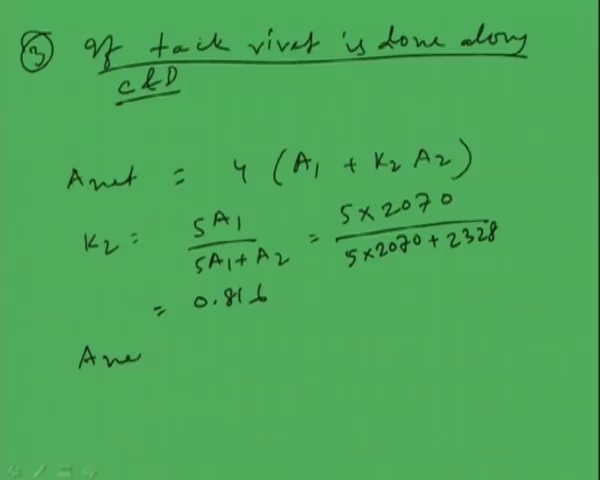 ③ If tack rivet is done along
C & D
Anet = 4 (A1 + K2 A2)
K2 = 5A1 / 5A1 + A2 = 5×2070 / 5×2070 + 2328
= 0.816
Ane